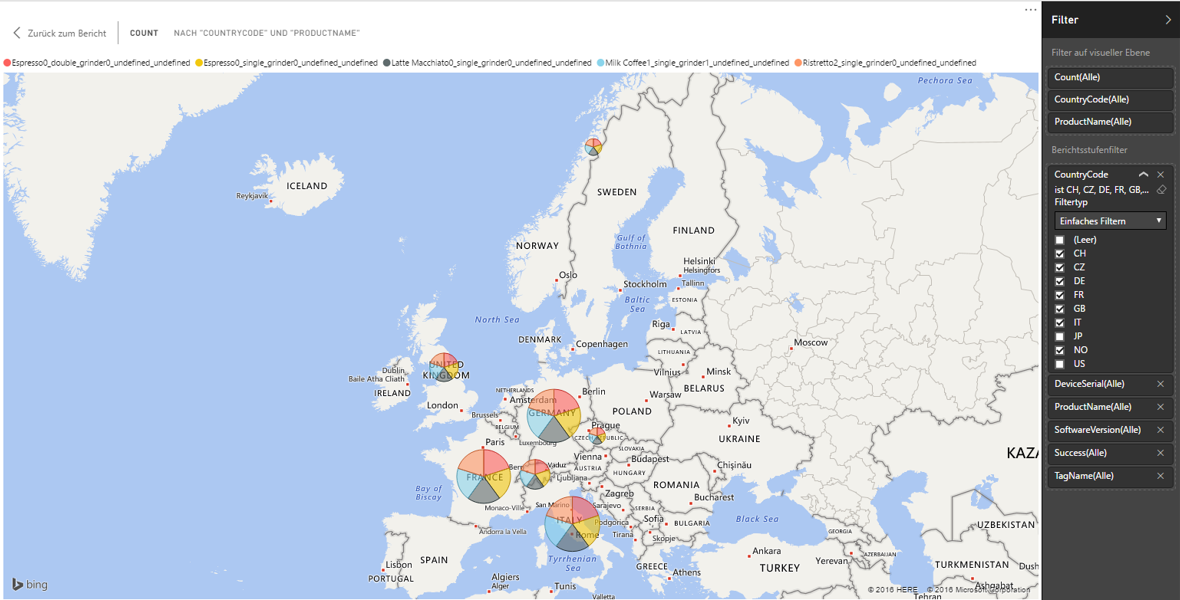 Zurück zum Bericht
COUNT
NACH "COUNTRYCODE" UND "PRODUCTNAME"
Espresso0_double_grinder0_undefined_undefined
Espresso0_single_grinder0_undefined_undefined
Latte Macchiato0_single_grinder0_undefined_undefined
Milk Coffee1_single_grinder1_undefined_undefined
Ristretto2_single_grinder0_undefined_undefined
Pechora Sea
ICELAND
Reykjavik
SWEDEN
FINLAND
NORWAY
Gulf of
Bothnia
Helsinki
Helsingfors
Oslo
Tallinn
Stockholm
ESTONIA
Baltic
Sea
North Sea
Riga
LATVIA
DENMARK
Copenhagen
Moscow
LITHUANIA
UNITED
KINGDOM
Dublin
Baile Atha Cliath
Vilnius
Minsk
IRELAND
BELARUS
NETHERLANDS
Berlin
Amsterdam
Warsaw
London
GERMANY
POLAND
Brussels
BELGIUM
Prague
Kyiv
CZECH REPUBLIC
UKRAINE
Paris
Luxembourg
SLOVAKIA
Vienna
Budapest
Bern
Vaduz
AUSTRIA
Chișinău
HUNGARY
KAZA
FRANCE
Ljubljana
ROMANIA
Bay of
Biscay
Zagreb
Bucharest
Monaco-Ville
San Marino
Sarajevo
SERBIA
ITALY
Podgorica
Sofia
BULGARIA
Black Sea
Andorra la Vella
Rome
Tirana
Skopje
GEORGIA
UZBEKISTAN
SPAIN
Tyrrhenian
Sea
GREECE
Ankara
Yerevan
AZERBAIJAN
Lisbon
PORTUGAL
TURKEY
TURKMENISTAN
Dush
Athens
Algiers
Alger
Tunis
Ashgabat
Valletta
Tehran
bing
© 2016 HERE © 2016 Microsoft Corporation
Filter
Filter auf visueller Ebene
Count(Alle)
CountryCode(Alle)
ProductName(Alle)
Berichtsstufenfilter
CountryCode
ist CH, CZ, DE, FR, GB,...
Filtertyp
Einfaches Filtern
(Leer)
CH
CZ
DE
FR
GB
IT
JP
NO
US
DeviceSerial(Alle)
ProductName(Alle)
SoftwareVersion(Alle)
Success(Alle)
TagName(Alle)